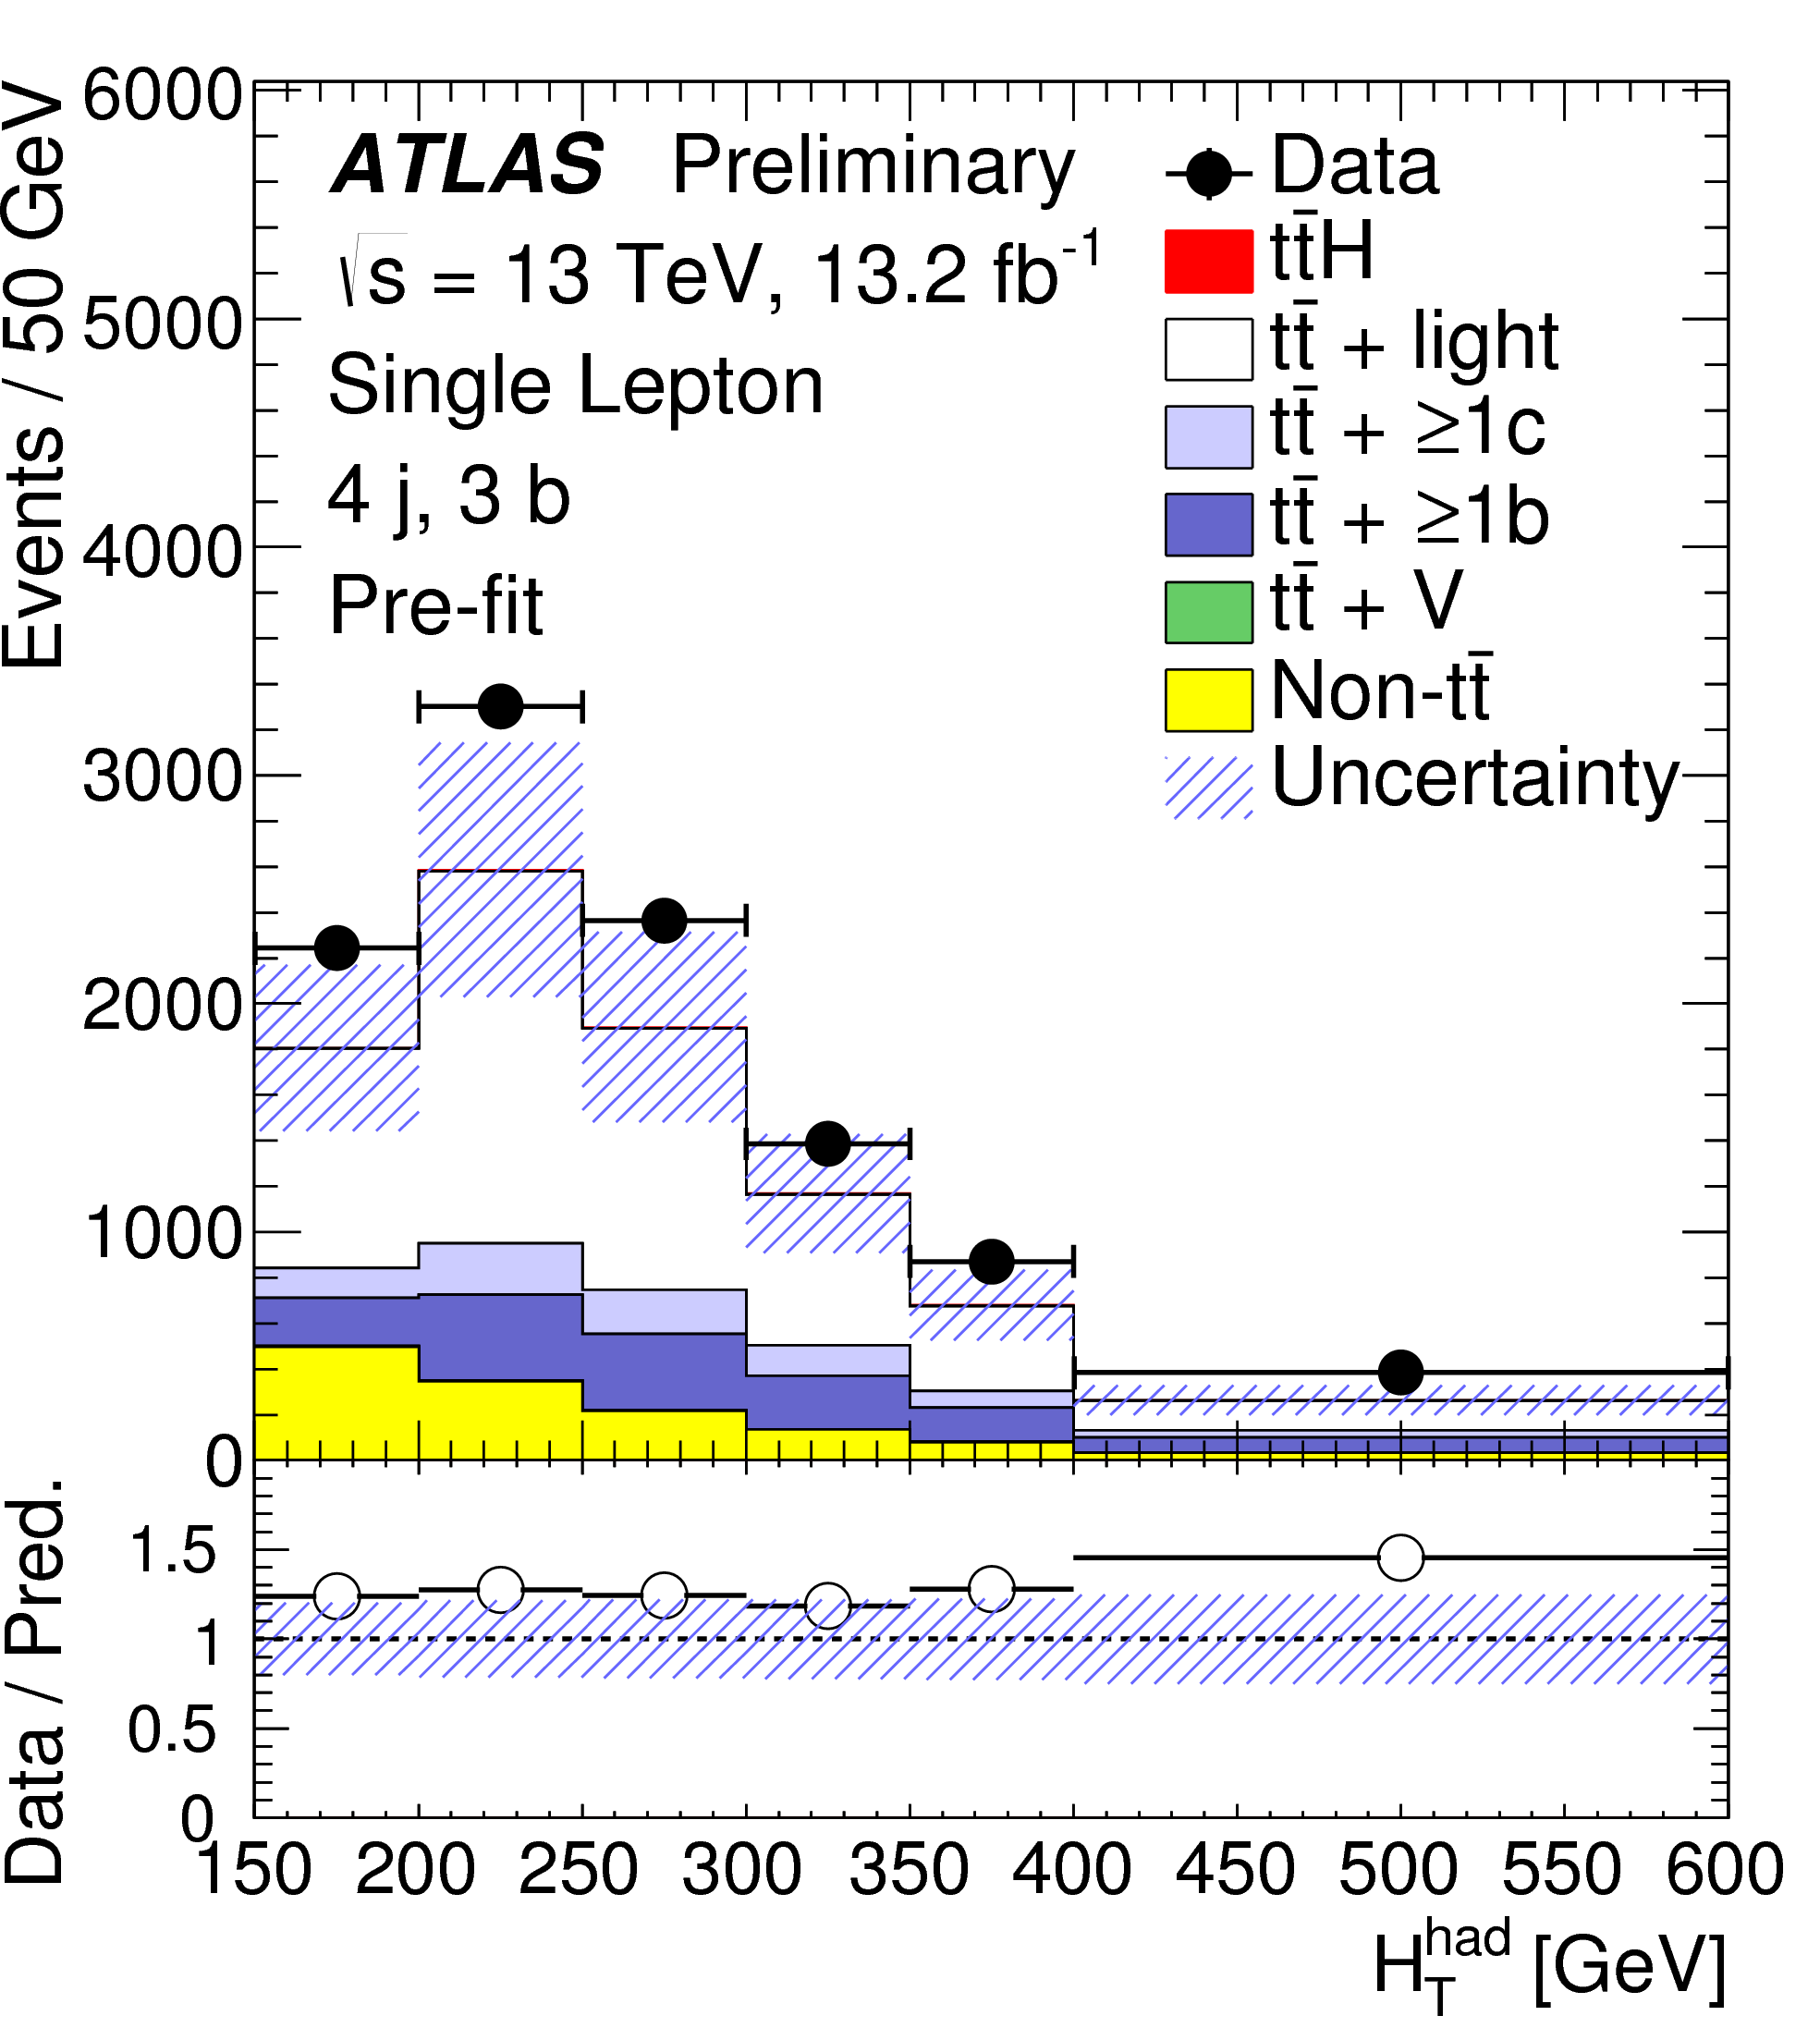 Events / 50 GeV
6000
5000
4000
3000
2000
1000
0
ATLAS Preliminary
√s = 13 TeV, 13.2 fb⁻¹
Single Lepton
4 j, 3 b
Pre-fit
Data
tt̄H
tt̄ + light
tt̄ + ≥1c
tt̄ + ≥1b
tt̄ + V
Non-tt̄
Uncertainty
Data / Pred.
1.5
1
0.5
0
150 200 250 300 350 400 450 500 550 600
H_T^had [GeV]